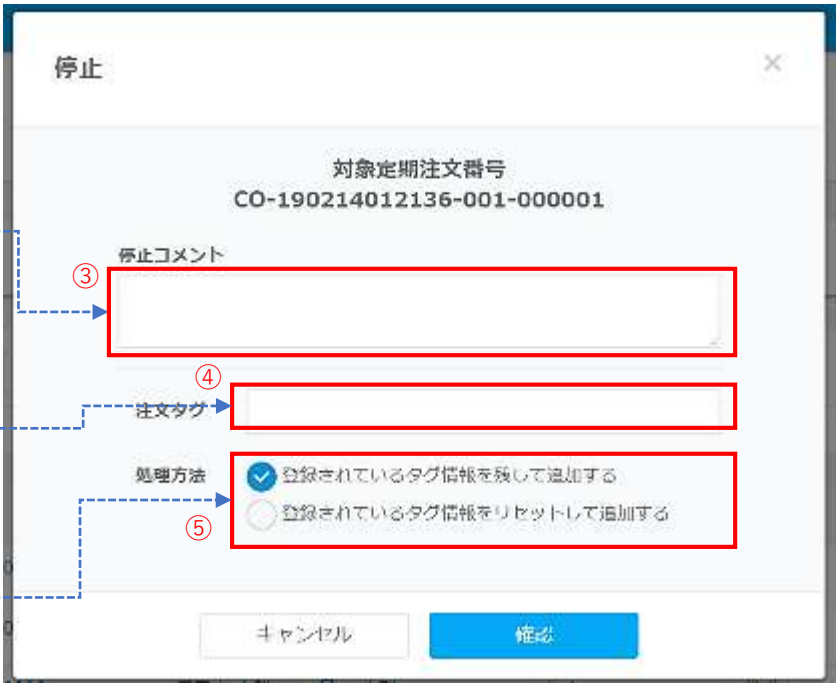 停止
×
対象定期注文番号
CO-190214012136-001-000001
停止コメント
③
④
注文タグ
処理方法
登録されているタグ情報を残して追加する
登録されているタグ情報をリセットして追加する
⑤
キャンセル
確認